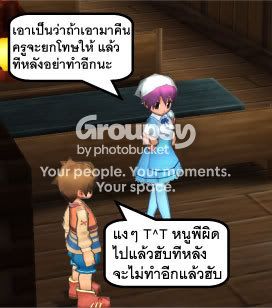 เอาเป็นว่าถ้าเอามาคืน
ครูจะยกโทษให้ แล้ว
ทีหลังอย่าทำอีกนะ
Groupsy
by photobucket
Your people. Your moments.
Your space.
แงๆ T^T หนูพีผิด
ไปแล้วฮับทีหลัง
จะไม่ทำอีกแล้วฮับ